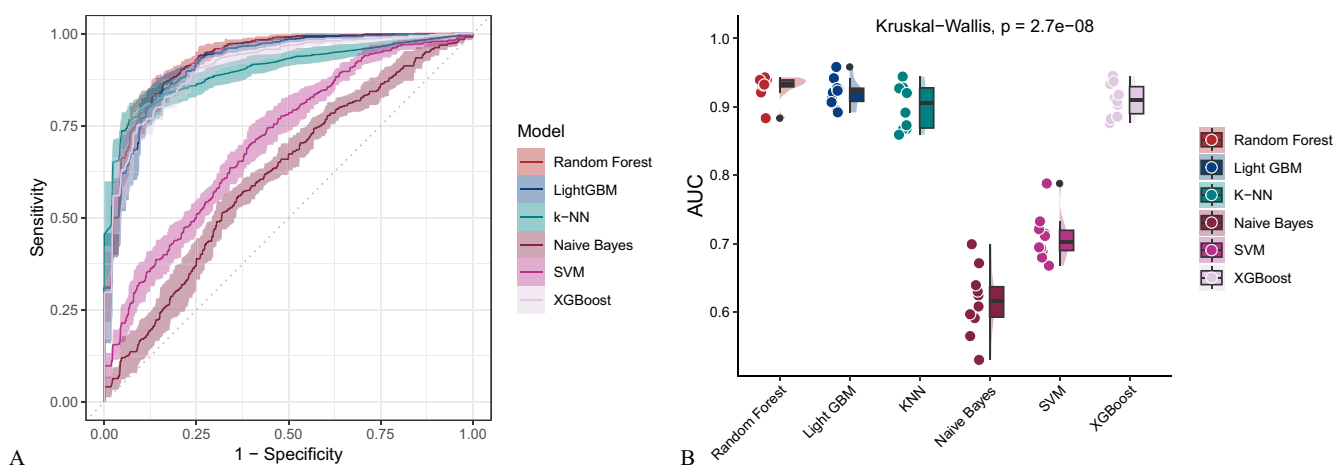 1.00
0.75
0.50
0.25
0.00
Sensitivity
0.00 0.25 0.50 0.75 1.00
1 − Specificity
A
Model
Random Forest
LightGBM
k−NN
Naive Bayes
SVM
XGBoost
Kruskal−Wallis, p = 2.7e−08
1.0
0.9
0.8
0.7
0.6
AUC
Random Forest
Light GBM
KNN
Naive Bayes
SVM
XGBoost
B
Random Forest
Light GBM
K−NN
Naive Bayes
SVM
XGBoost